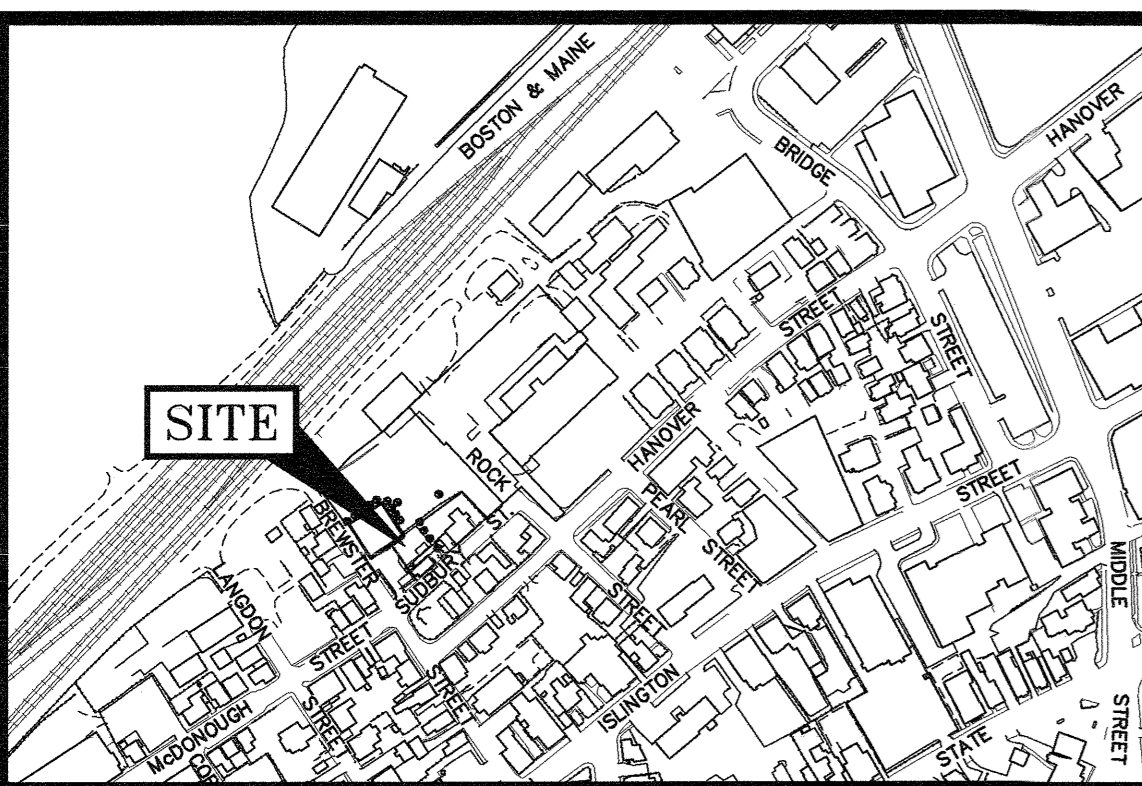 BOSTON & MAINE
HANOVER
BRIDGE
STREET
STREET
SITE
HANOVER
ROCK
ST.
PEARL
STREET
STREET
MIDDLE
STREET
BREWSTER
SUDBURY
LANGDON
STREET
STREET
STREET
STREET
ISLINGTON
McDONOUGH
STATE